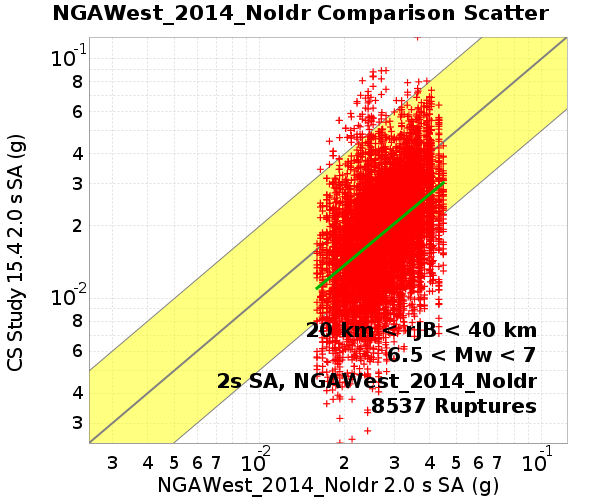 NGAWest_2014_NoIdr Comparison Scatter
CS Study 15.4 2.0 s SA (g)
10-1
8
6
4
3
2
10-2
8
6
4
3
20 km < rJB < 40 km
6.5 < Mw < 7
2s SA, NGAWest_2014_NoIdr
8537 Ruptures
3 4 5 6 7 10-2 2 3 4 5 6 7 10-1
NGAWest_2014_NoIdr 2.0 s SA (g)